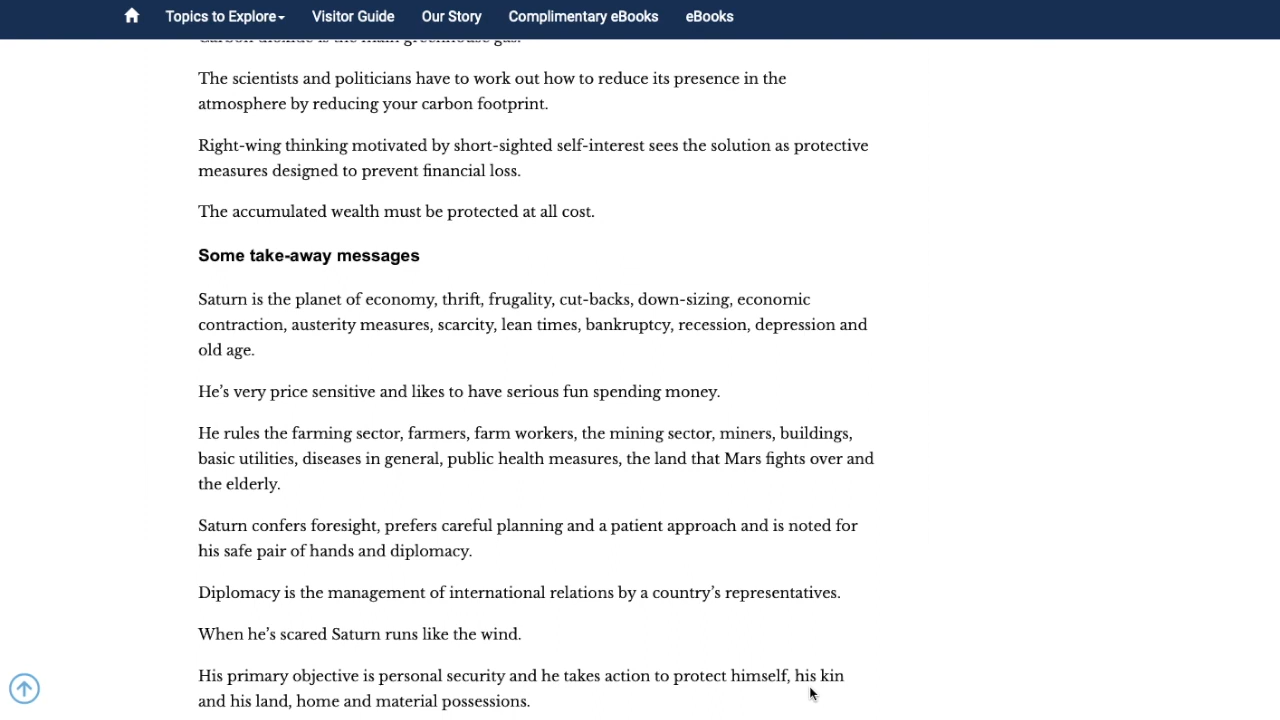 Topics to Explore Visitor Guide Our Story Complimentary eBooks eBooks
Carbon dioxide is the main greenhouse gas.
The scientists and politicians have to work out how to reduce its presence in the
atmosphere by reducing your carbon footprint.
Right-wing thinking motivated by short-sighted self-interest sees the solution as protective
measures designed to prevent financial loss.
The accumulated wealth must be protected at all cost.
Some take-away messages
Saturn is the planet of economy, thrift, frugality, cut-backs, down-sizing, economic
contraction, austerity measures, scarcity, lean times, bankruptcy, recession, depression and
old age.
He’s very price sensitive and likes to have serious fun spending money.
He rules the farming sector, farmers, farm workers, the mining sector, miners, buildings,
basic utilities, diseases in general, public health measures, the land that Mars fights over and
the elderly.
Saturn confers foresight, prefers careful planning and a patient approach and is noted for
his safe pair of hands and diplomacy.
Diplomacy is the management of international relations by a country’s representatives.
When he’s scared Saturn runs like the wind.
His primary objective is personal security and he takes action to protect himself, his kin
and his land, home and material possessions.